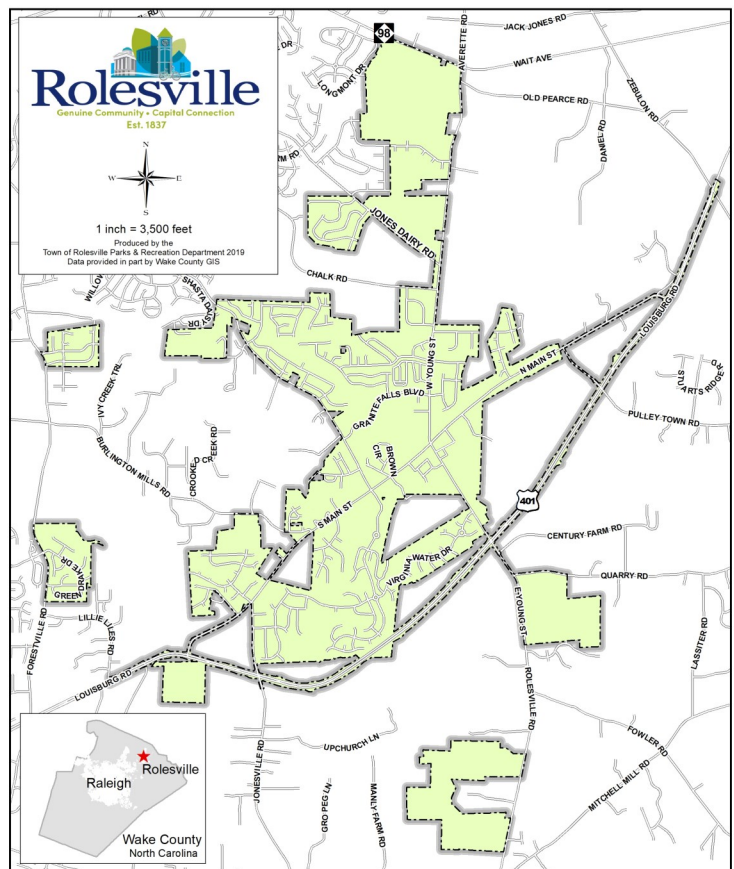 Rolesville
Genuine Community • Capital Connection
Est. 1837
N
W
E
S
1 inch = 3,500 feet
Produced by the
Town of Rolesville Parks & Recreation Department 2019
Data provided in part by Wake County GIS
98
DR
LONGMONT DR
AVERETTE RD
JACK JONES RD
WAIT AVE
OLD PEARCE RD
ZEBULON RD
DANIEL RD
JONES DAIRY RD
CHALK RD
SHASTA DAISY DR
IVY CREEK TRL
BURLINGTON MILLS RD
CROOKED CREEK RD
GRANITE FALLS BLVD
W YOUNG ST
N MAIN ST
LOUISBURG RD
STUARTS RIDGE RD
PULLEY TOWN RD
BROWN
CIR
S MAIN ST
401
VIRGINIA WATER DR
CENTURY FARM RD
QUARRY RD
E YOUNG ST
LASSITER RD
GREEN DRAKE DR
LILLIE LILES RD
FORESTVILLE RD
LOUISBURG RD
JONESVILLE RD
UPCHURCH LN
GRO PEG LN
MANLY FARM RD
ROLESVILLE RD
FOWLER RD
MITCHELL MILL RD
Raleigh
Rolesville
Wake County
North Carolina